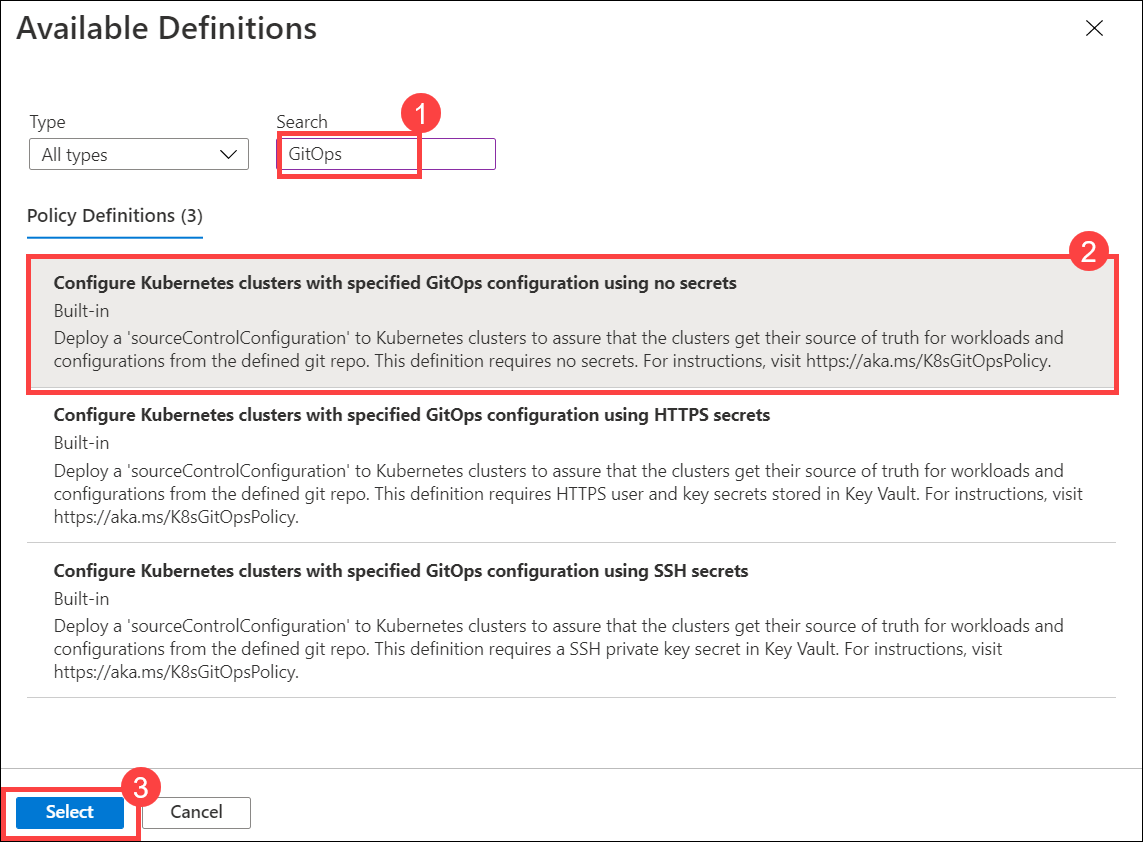 Available Definitions
Type
Search
1
All types
GitOps
Policy Definitions (3)
2
Configure Kubernetes clusters with specified GitOps configuration using no secrets
Built-in
Deploy a 'sourceControlConfiguration' to Kubernetes clusters to assure that the clusters get their source of truth for workloads and
configurations from the defined git repo. This definition requires no secrets. For instructions, visit https://aka.ms/K8sGitOpsPolicy.
Configure Kubernetes clusters with specified GitOps configuration using HTTPS secrets
Built-in
Deploy a 'sourceControlConfiguration' to Kubernetes clusters to assure that the clusters get their source of truth for workloads and
configurations from the defined git repo. This definition requires HTTPS user and key secrets stored in Key Vault. For instructions, visit
https://aka.ms/K8sGitOpsPolicy.
Configure Kubernetes clusters with specified GitOps configuration using SSH secrets
Built-in
Deploy a 'sourceControlConfiguration' to Kubernetes clusters to assure that the clusters get their source of truth for workloads and
configurations from the defined git repo. This definition requires a SSH private key secret in Key Vault. For instructions, visit
https://aka.ms/K8sGitOpsPolicy.
3
Select
Cancel